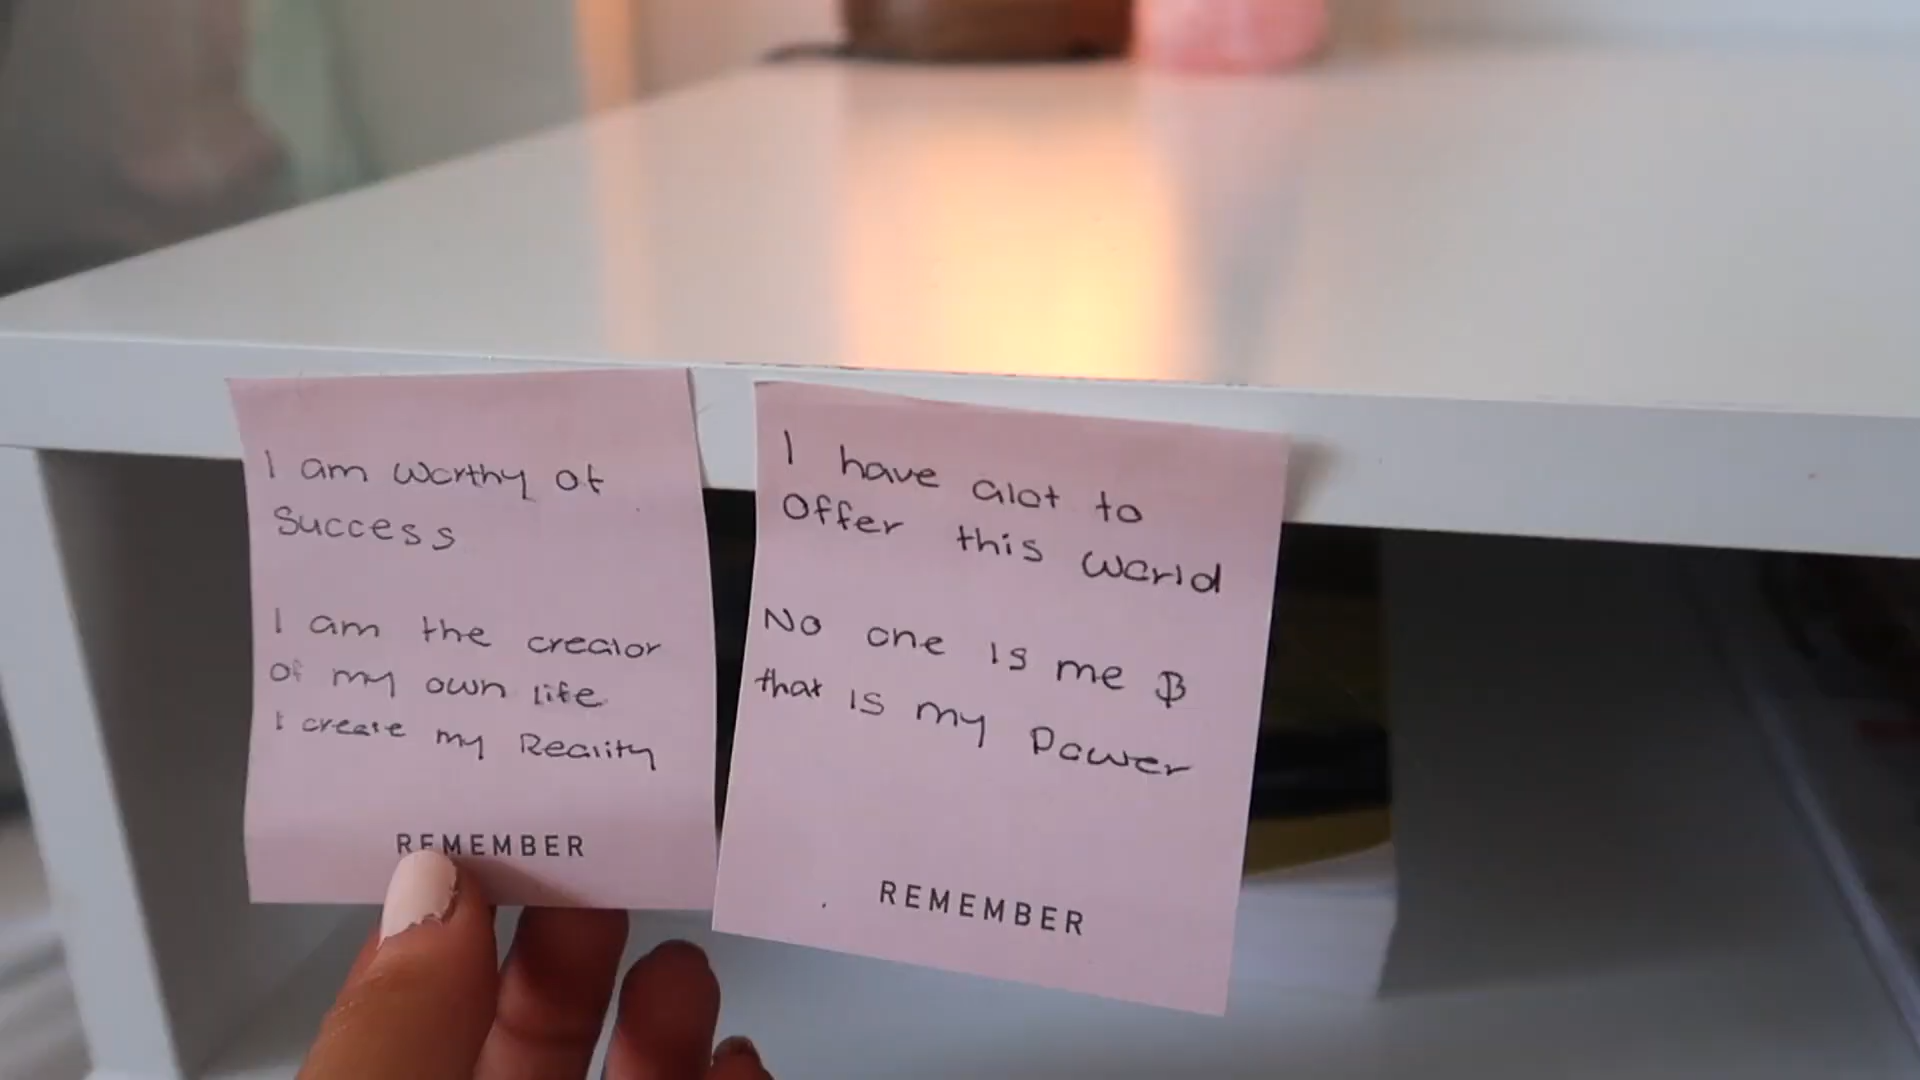 I am worthy of
Success
I am the creator
of my own life
I create my Reality
REMEMBER
I have alot to
Offer this world
No one is me &
that is my Power
REMEMBER